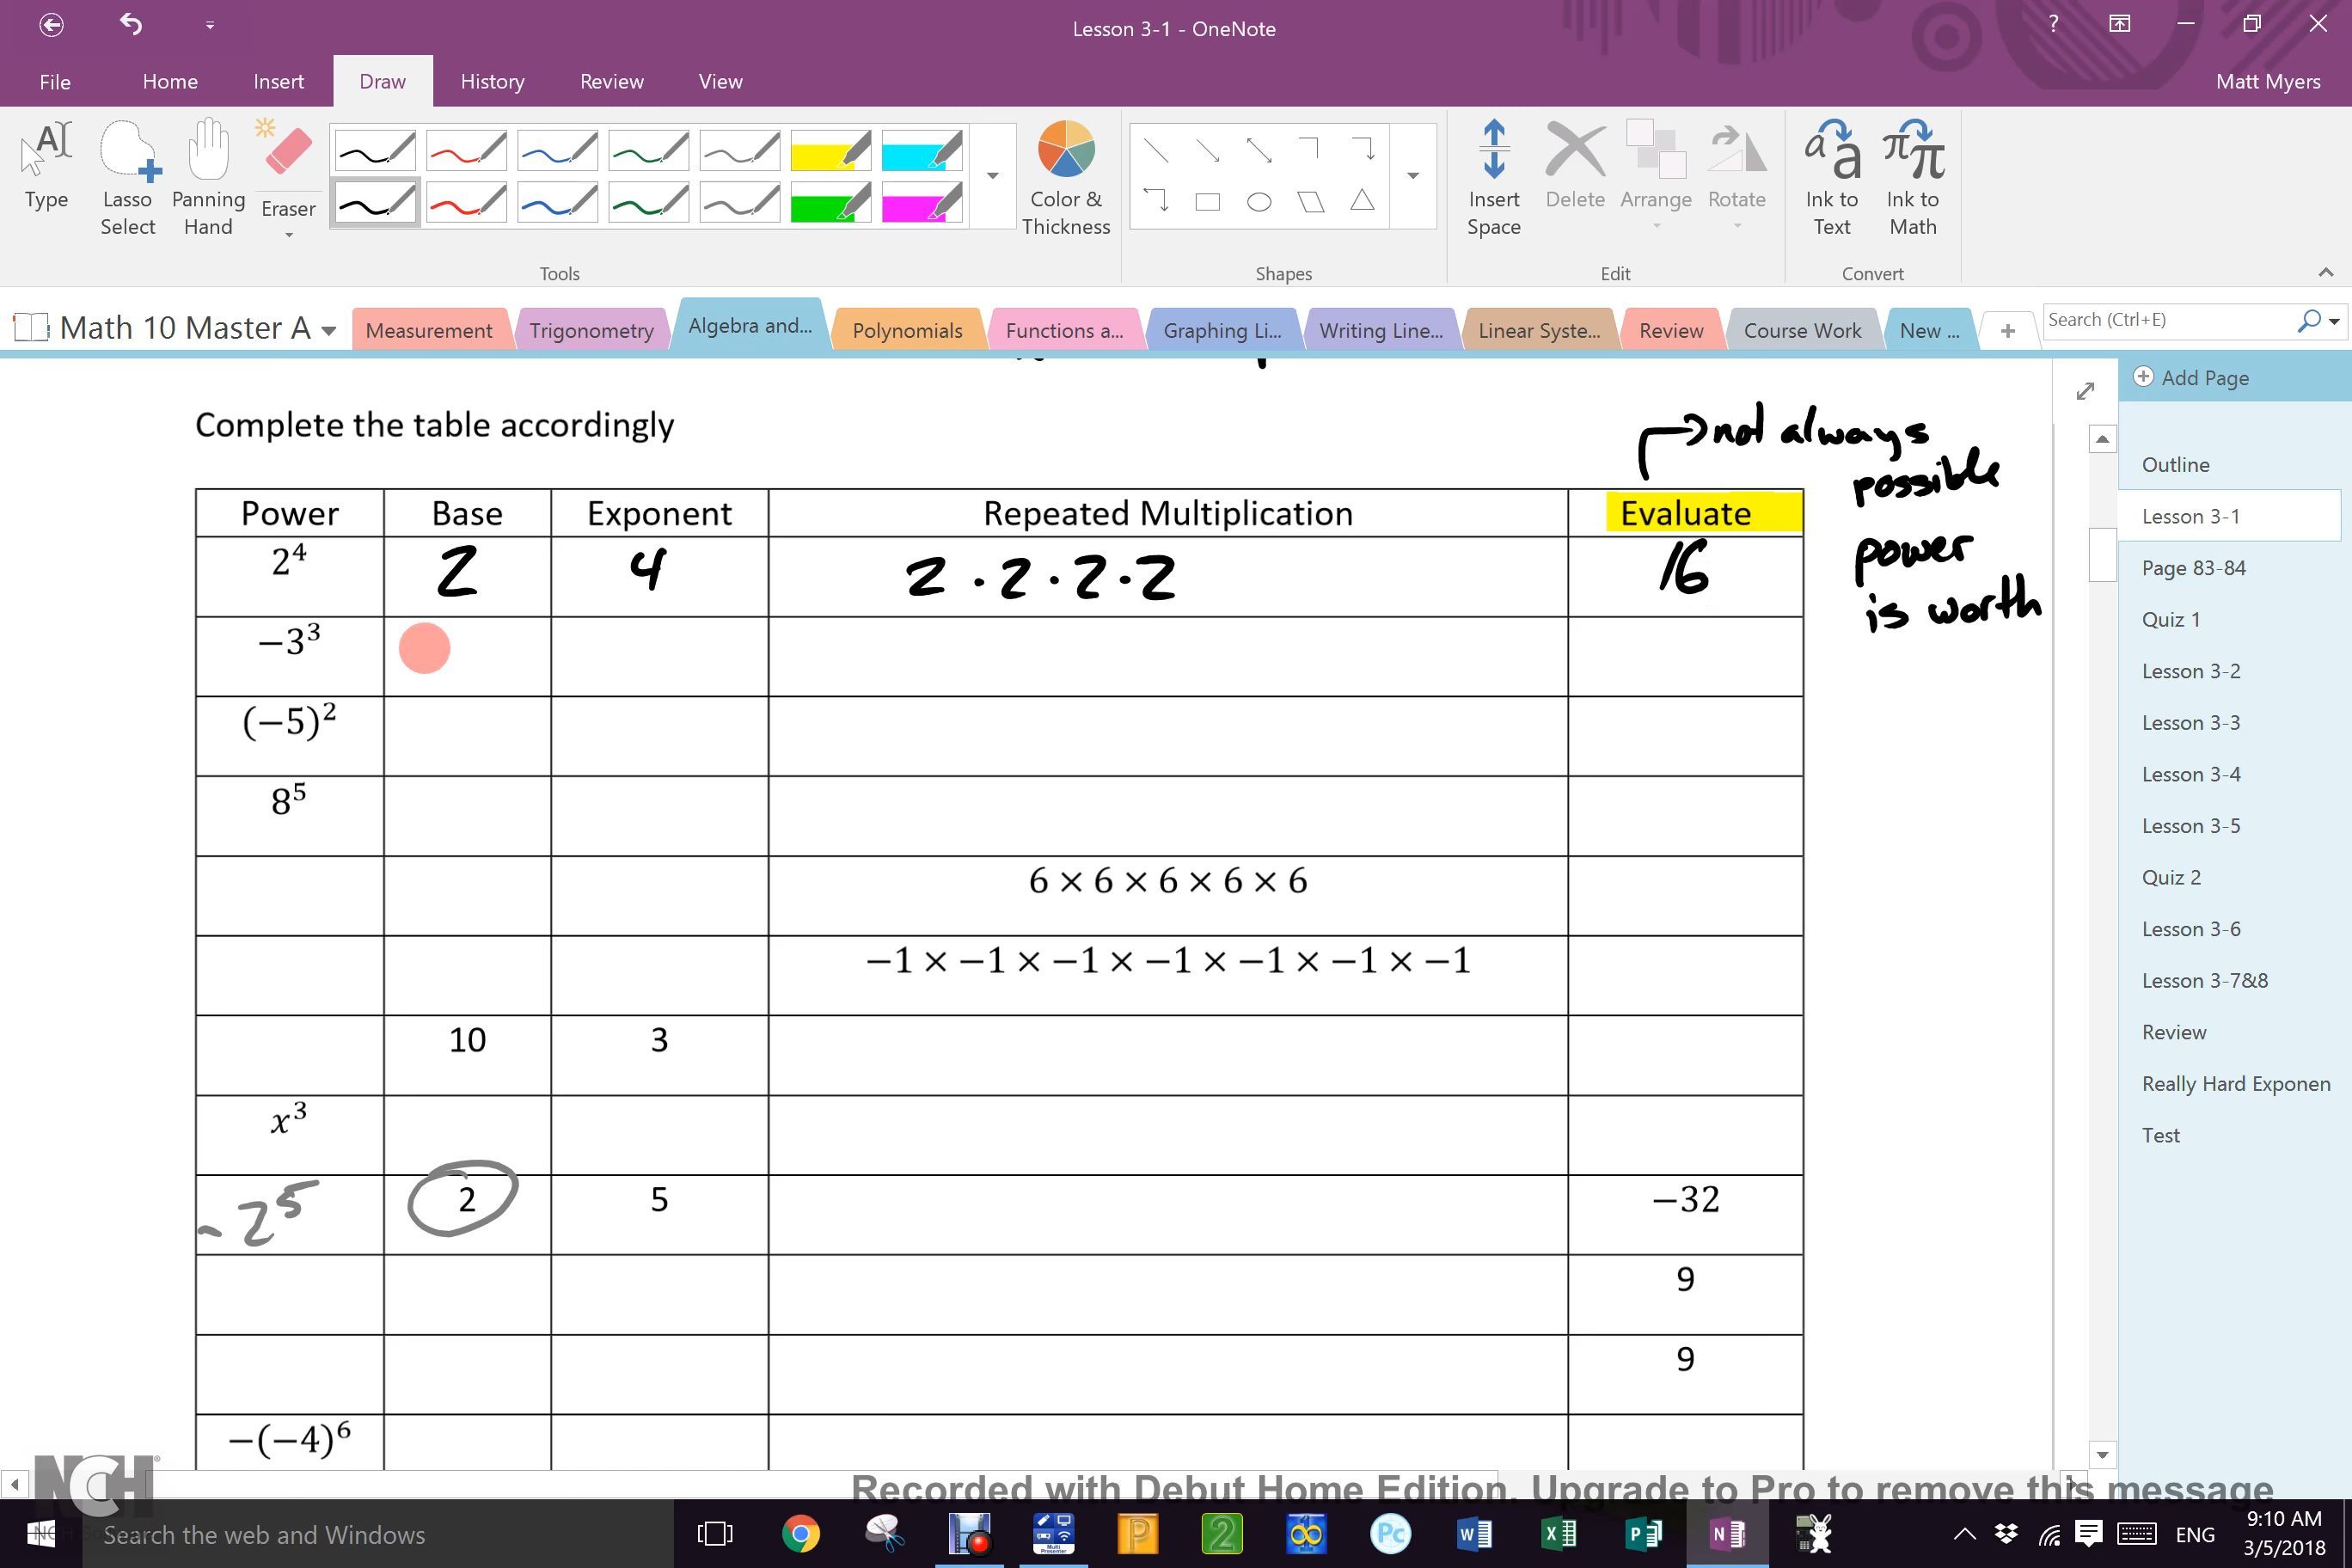 Lesson 3-1 - OneNote
?
File Home Insert Draw History Review View Matt Myers
Type Lasso Select Panning Hand Eraser Color & Thickness Insert Space Delete Arrange Rotate Ink to Text Ink to Math
Tools Shapes Edit Convert
Math 10 Master A Measurement Trigonometry Algebra and... Polynomials Functions a... Graphing Li... Writing Line... Linear Syste... Review Course Work New ... + Search (Ctrl+E)
Complete the table accordingly
not always
possible
power
is worth
Power Base Exponent Repeated Multiplication Evaluate
2⁴ 2 4 2 · 2 · 2 · 2 16
−3³
(−5)²
8⁵
6 × 6 × 6 × 6 × 6
−1 × −1 × −1 × −1 × −1 × −1 × −1
10 3
x³
-2⁵ 2 5 −32
9
9
−(−4)⁶
Add Page
Outline
Lesson 3-1
Page 83-84
Quiz 1
Lesson 3-2
Lesson 3-3
Lesson 3-4
Lesson 3-5
Quiz 2
Lesson 3-6
Lesson 3-7&8
Review
Really Hard Exponen
Test
NCH
Recorded with Debut Home Edition. Upgrade to Pro to remove this message
Search the web and Windows
ENG
9:10 AM
3/5/2018